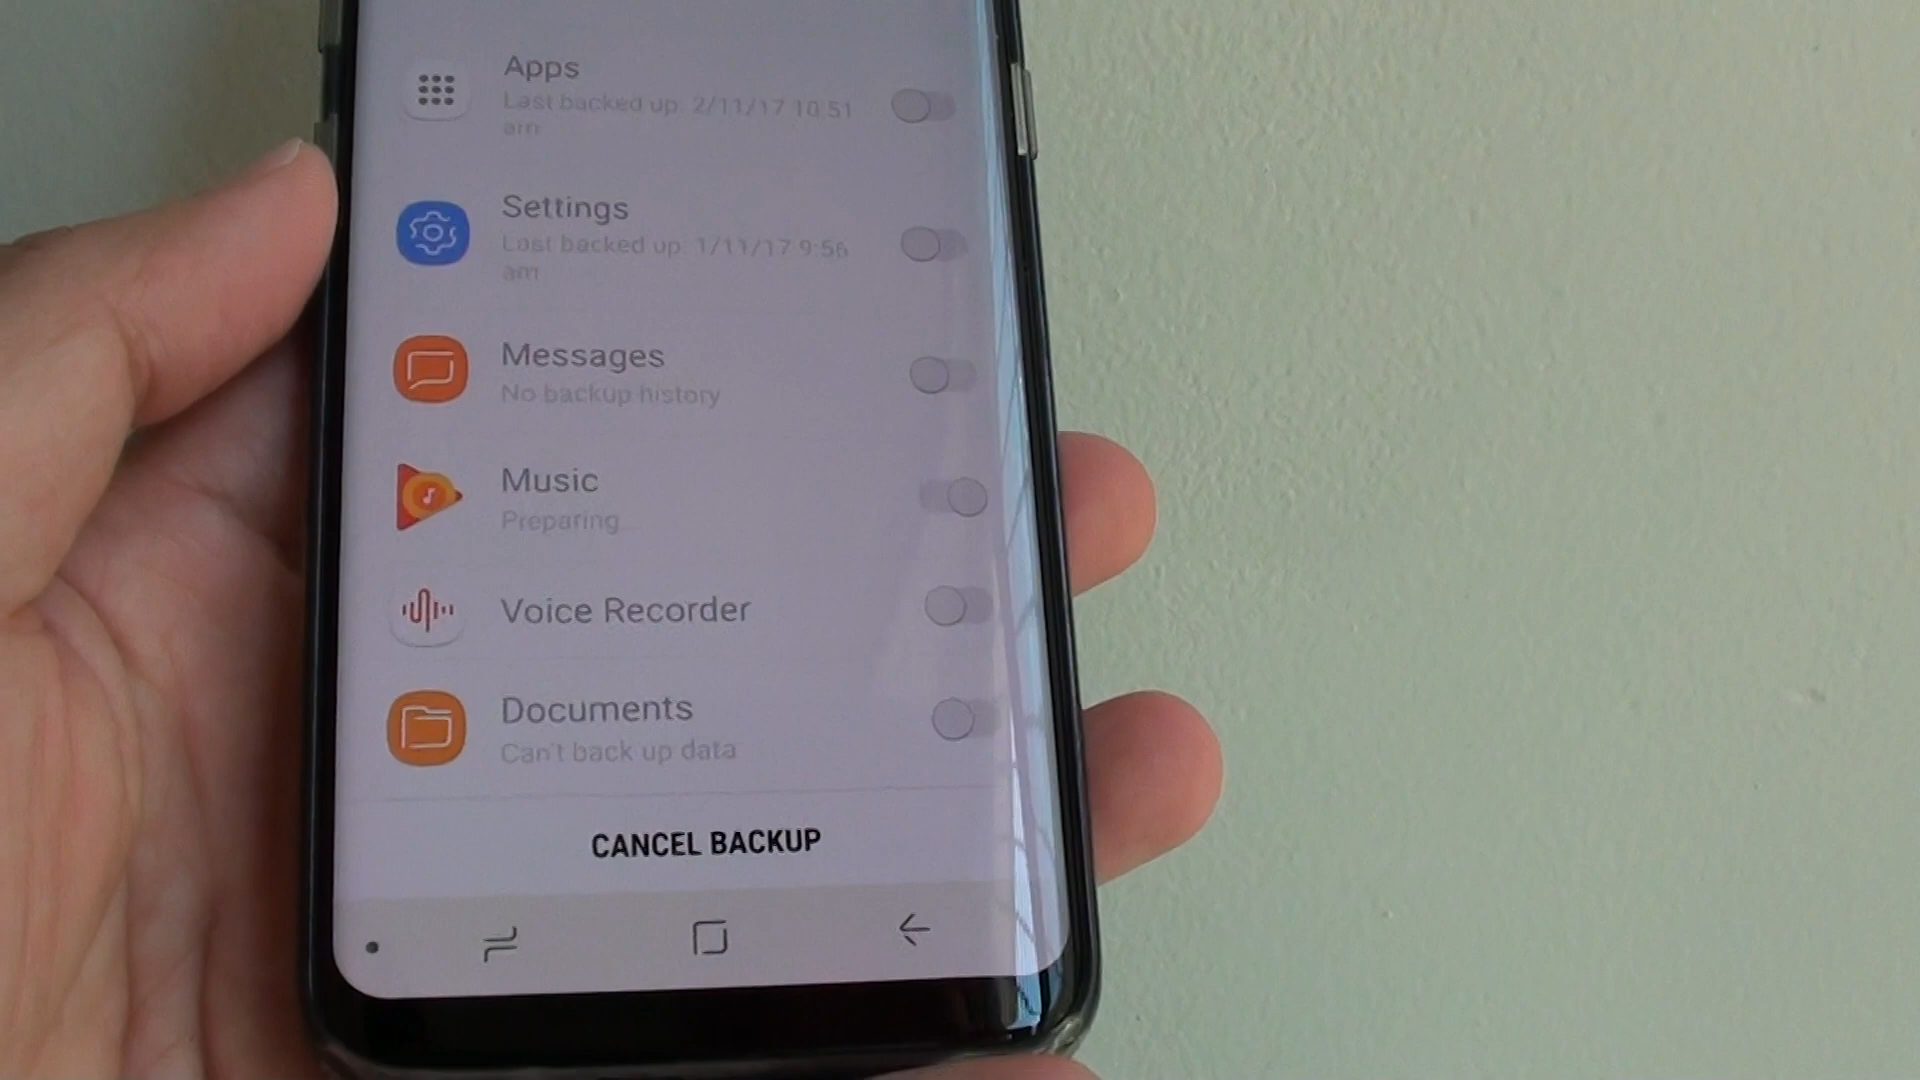 Apps
Last backed up: 2/11/17 10:51
am
Settings
Last backed up: 1/11/17 9:56
am
Messages
No backup history
Music
Preparing
Voice Recorder
Documents
Can't back up data
CANCEL BACKUP